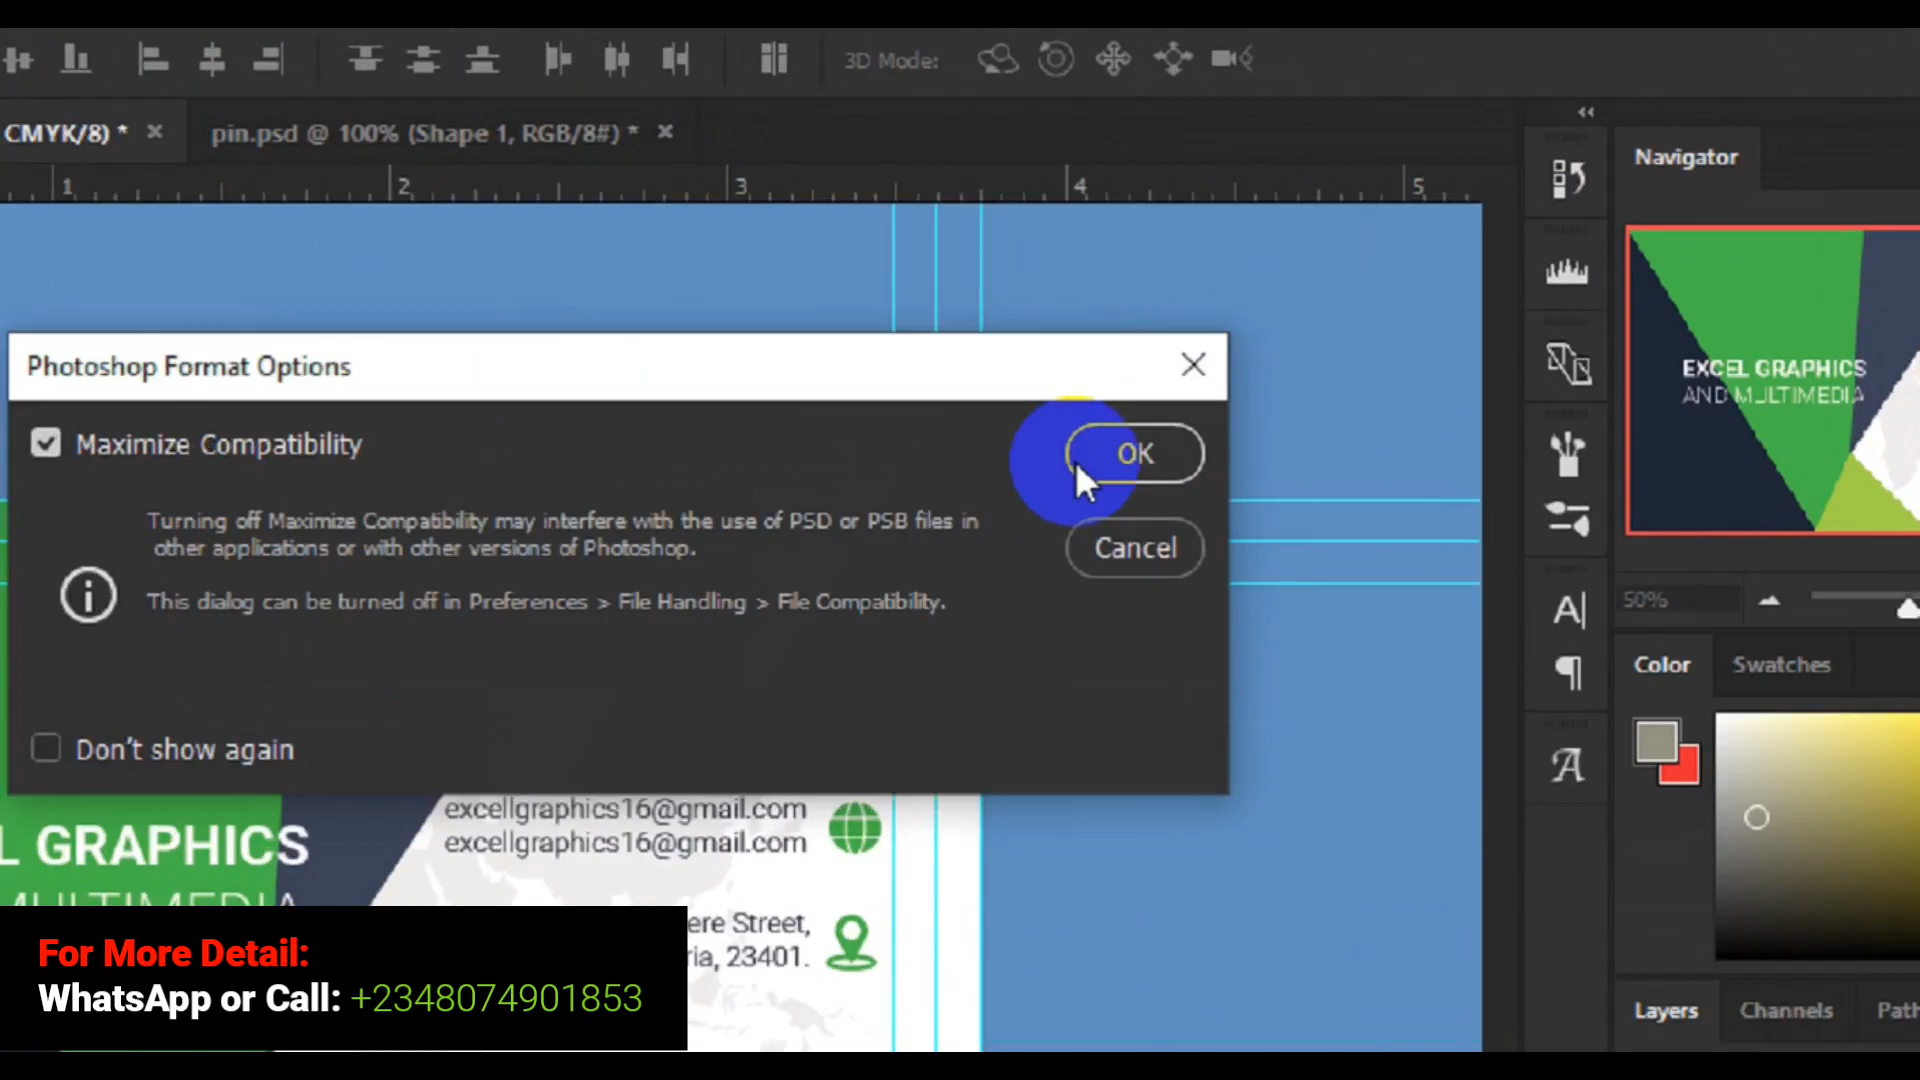 3D Mode:
CMYK/8) * ×
pin.psd @ 100% (Shape 1, RGB/8#) * ×
1 2 3 4 5
Navigator
EXCEL GRAPHICS
AND MULTIMEDIA
50%
Color Swatches
Layers Channels
Photoshop Format Options
Maximize Compatibility
OK
Turning off Maximize Compatibility may interfere with the use of PSD or PSB files in
other applications or with other versions of Photoshop.
Cancel
This dialog can be turned off in Preferences > File Handling > File Compatibility.
Don't show again
excellgraphics16@gmail.com
excellgraphics16@gmail.com
L GRAPHICS
MULTIMEDIA
ere Street,
ria, 23401.
For More Detail:
WhatsApp or Call: +2348074901853